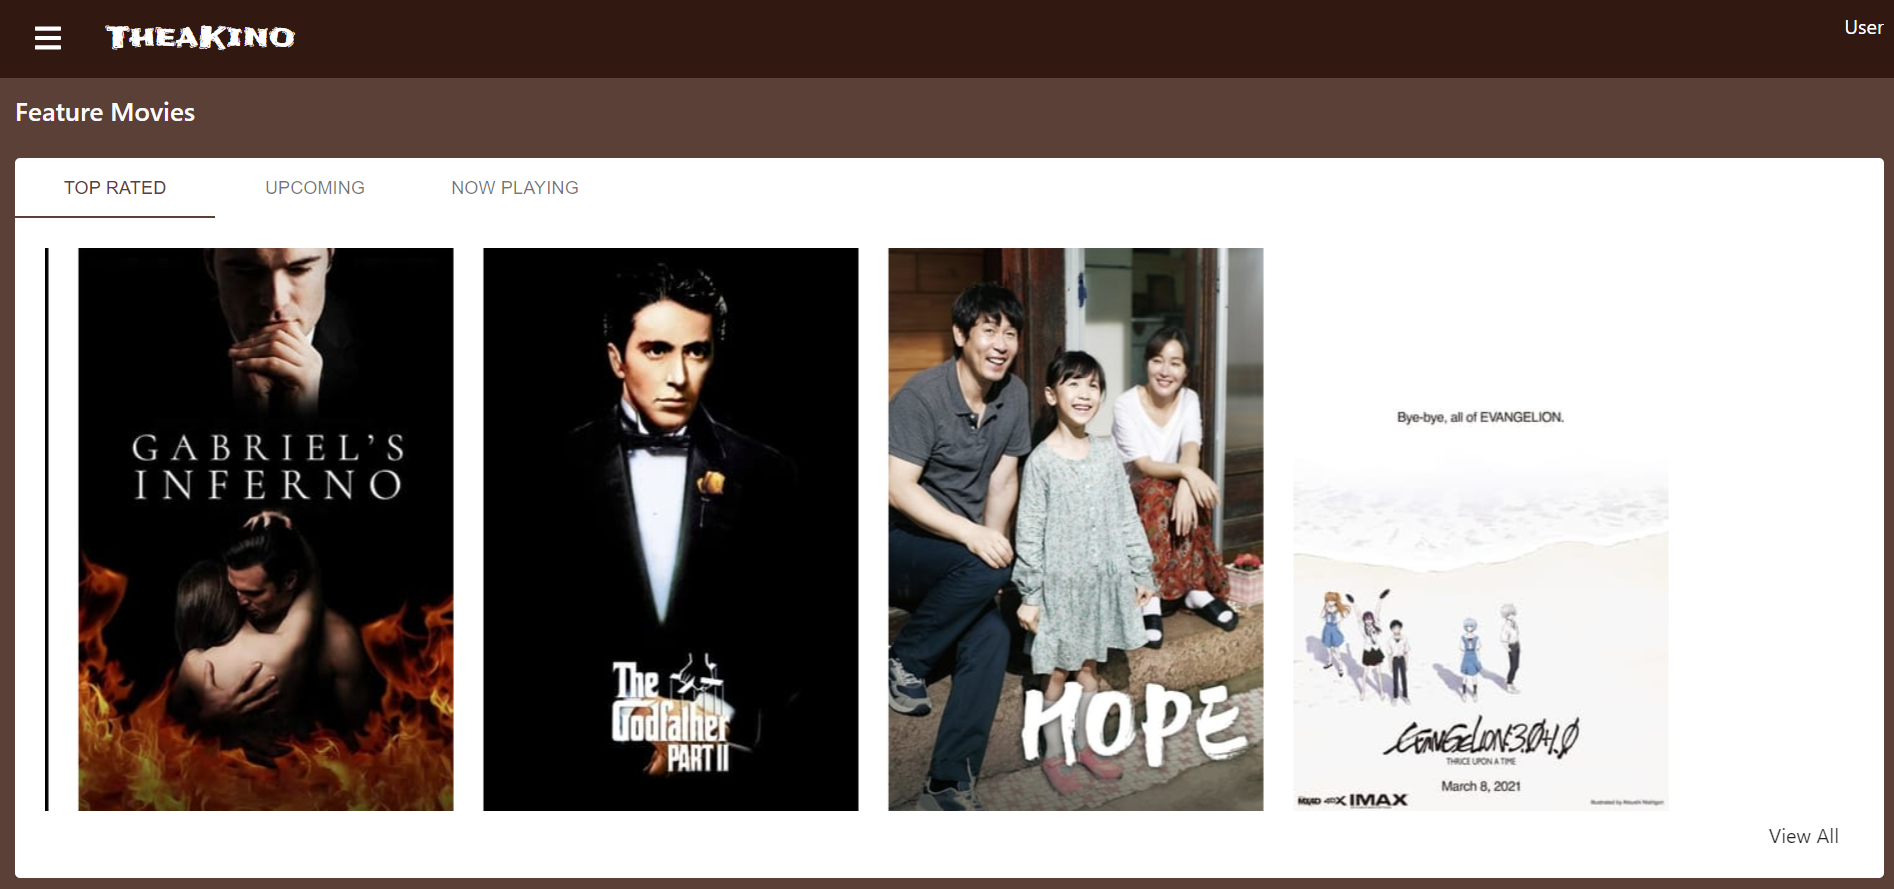 THEAKINO
User
Feature Movies
TOP RATED
UPCOMING
NOW PLAYING
GABRIEL'S
INFERNO
The
Godfather
PART II
HOPE
Bye-bye, all of EVANGELION.
EVANGELION:3.0+1.0
THRICE UPON A TIME
March 8, 2021
4DX IMAX
View All